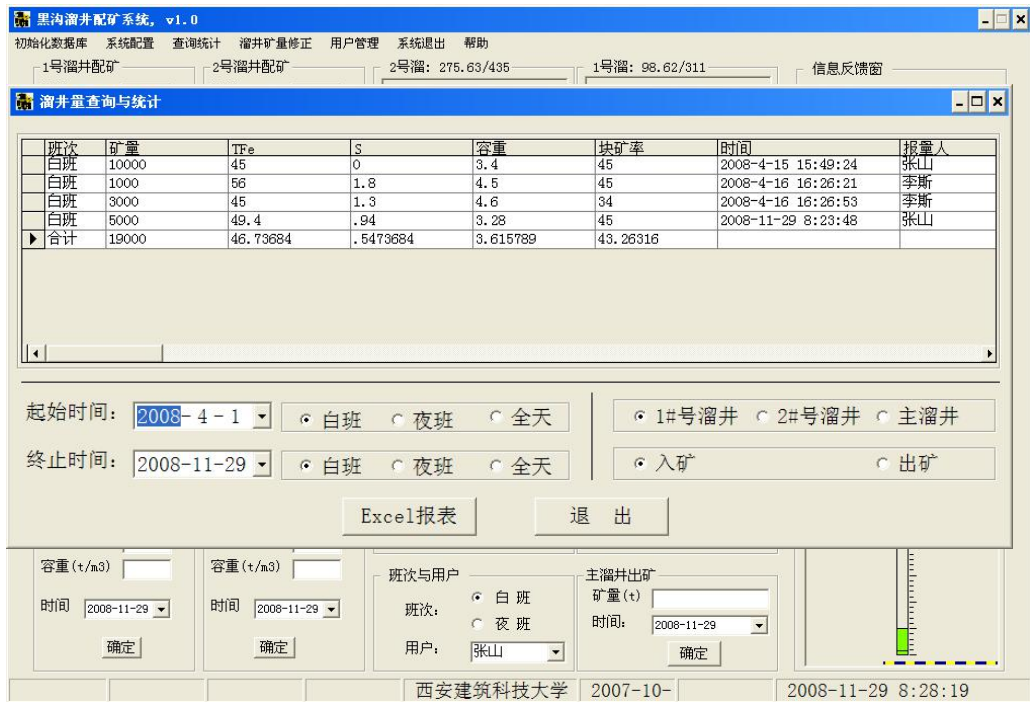 黑沟溜井配矿系统, v1.0
初始化数据库 系统配置 查询统计 溜井矿量修正 用户管理 系统退出 帮助
1号溜井配矿 2号溜井配矿 2号溜: 275.63/435 1号溜: 98.62/311 信息反馈窗
溜井量查询与统计
班次 矿量 TFe S 容重 块矿率 时间 报量人
白班 10000 45 0 3.4 45 2008-4-15 15:49:24 张山
白班 1000 56 1.8 4.5 45 2008-4-16 16:26:21 李斯
白班 3000 45 1.3 4.6 34 2008-4-16 16:26:53 李斯
白班 5000 49.4 .94 3.28 45 2008-11-29 8:23:48 张山
合计 19000 46.73684 .5473684 3.615789 43.26316
起始时间: 2008- 4 - 1 白班 夜班 全天 1#号溜井 2#号溜井 主溜井
终止时间: 2008-11-29 白班 夜班 全天 入矿 出矿
Excel报表 退 出
容重(t/m3) 容重(t/m3) 班次与用户 主溜井出矿
白 班 矿量(t)
时间 2008-11-29 时间 2008-11-29 班次: 夜 班 时间: 2008-11-29
确定 确定 用户: 张山 确定
西安建筑科技大学 2007-10- 2008-11-29 8:28:19